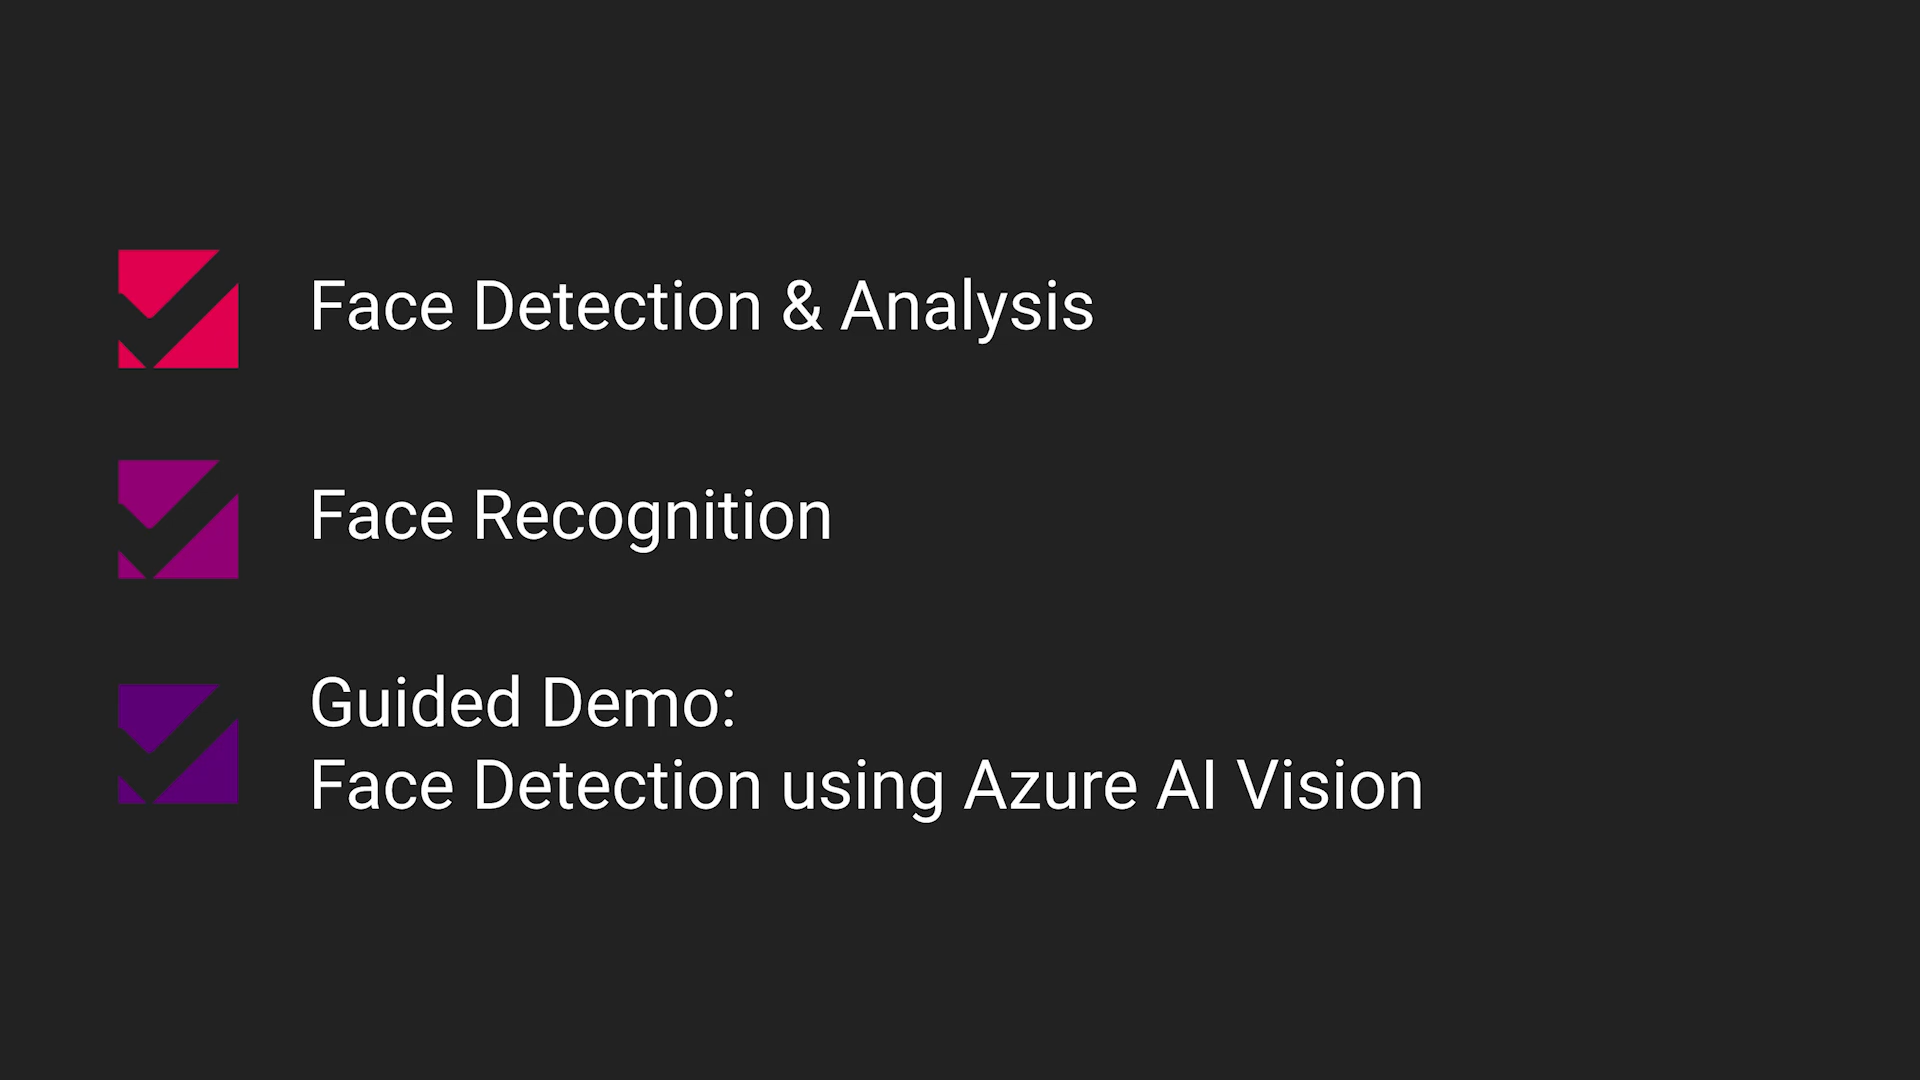 Face Detection & Analysis
Face Recognition
Guided Demo:
Face Detection using Azure AI Vision